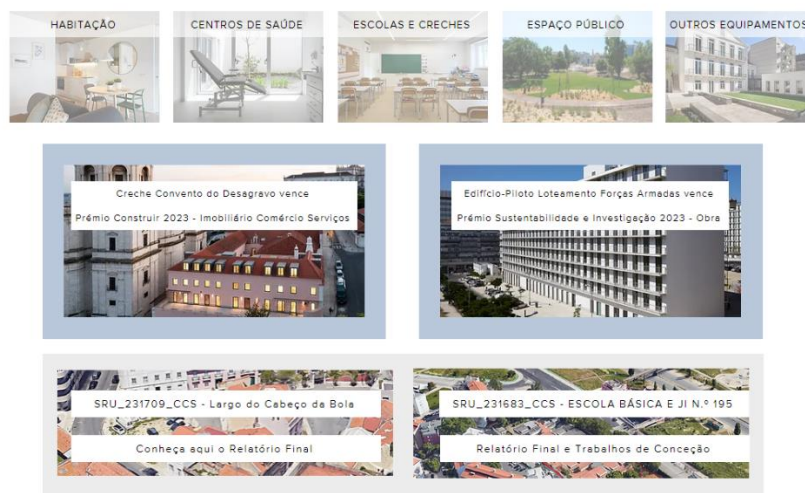 HABITAÇÃO
CENTROS DE SAÚDE
ESCOLAS E CRECHES
ESPAÇO PÚBLICO
OUTROS EQUIPAMENTOS
Creche Convento do Desagravo vence
Prémio Construir 2023 - Imobiliário Comércio Serviços
Edifício-Piloto Loteamento Forças Armadas vence
Prémio Sustentabilidade e Investigação 2023 - Obra
SRU_231709_CCS - Largo do Cabeço da Bola
Conheça aqui o Relatório Final
SRU_231683_CCS - ESCOLA BÁSICA E JI N.º 195
Relatório Final e Trabalhos de Conceção